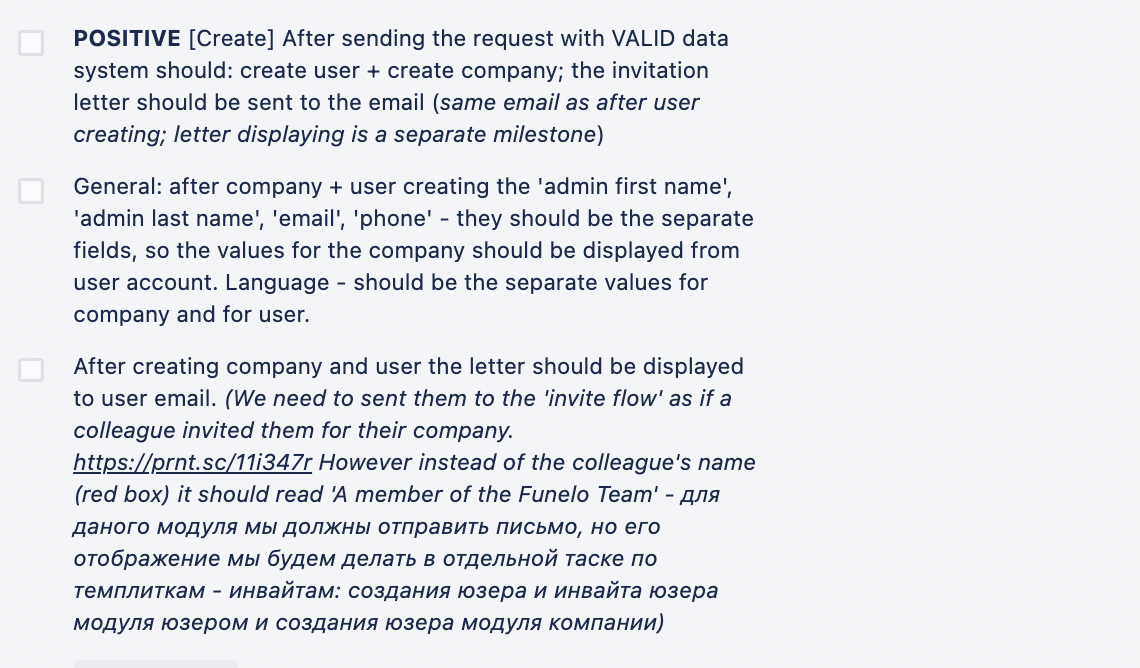 POSITIVE [Create] After sending the request with VALID data
system should: create user + create company; the invitation
letter should be sent to the email (same email as after user
creating; letter displaying is a separate milestone)
General: after company + user creating the 'admin first name',
'admin last name', 'email', 'phone' - they should be the separate
fields, so the values for the company should be displayed from
user account. Language - should be the separate values for
company and for user.
After creating company and user the letter should be displayed
to user email. (We need to sent them to the 'invite flow' as if a
colleague invited them for their company.
https://prnt.sc/11i347r However instead of the colleague's name
(red box) it should read 'A member of the Funelo Team' - для
даного модуля мы должны отправить письмо, но его
отображение мы будем делать в отдельной таске по
темплиткам - инвайтам: создания юзера и инвайта юзера
модуля юзером и создания юзера модуля компании)